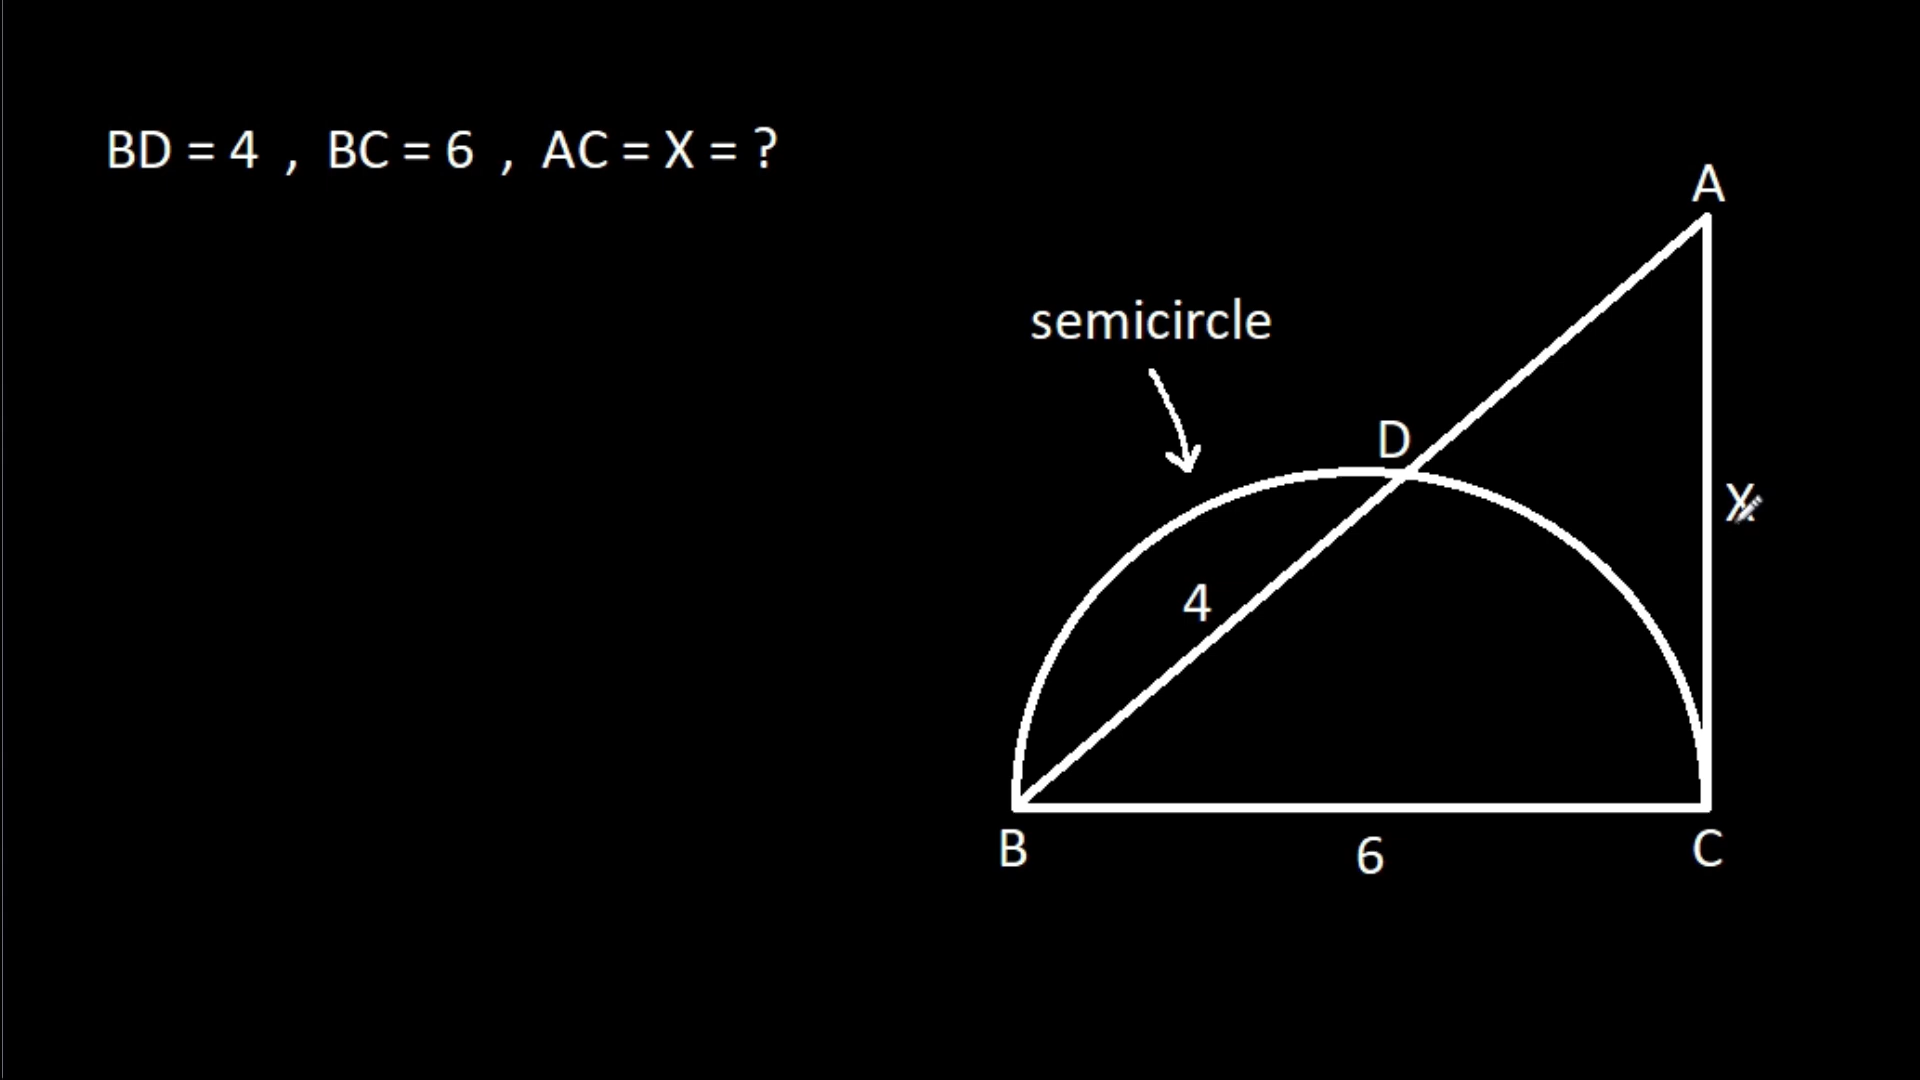 BD = 4 , BC = 6 , AC = X = ?
A
semicircle
D
X
4
B
6
C